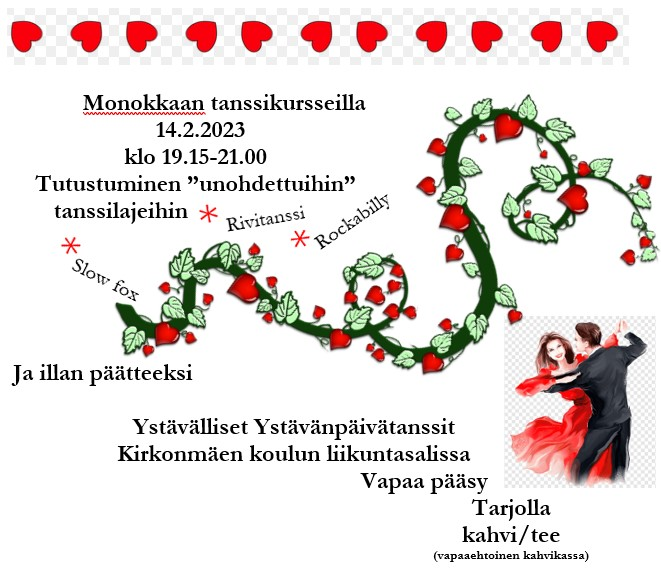 Monokkaan tanssikursseilla
14.2.2023
klo 19.15-21.00
Tutustuminen ”unohdettuihin”
tanssilajeihin
Rivitanssi
Rockabilly
Slow fox
Ja illan päätteeksi
Ystävälliset Ystävänpäivätanssit
Kirkonmäen koulun liikuntasalissa
Vapaa pääsy
Tarjolla
kahvi/tee
(vapaaehtoinen kahvikassa)